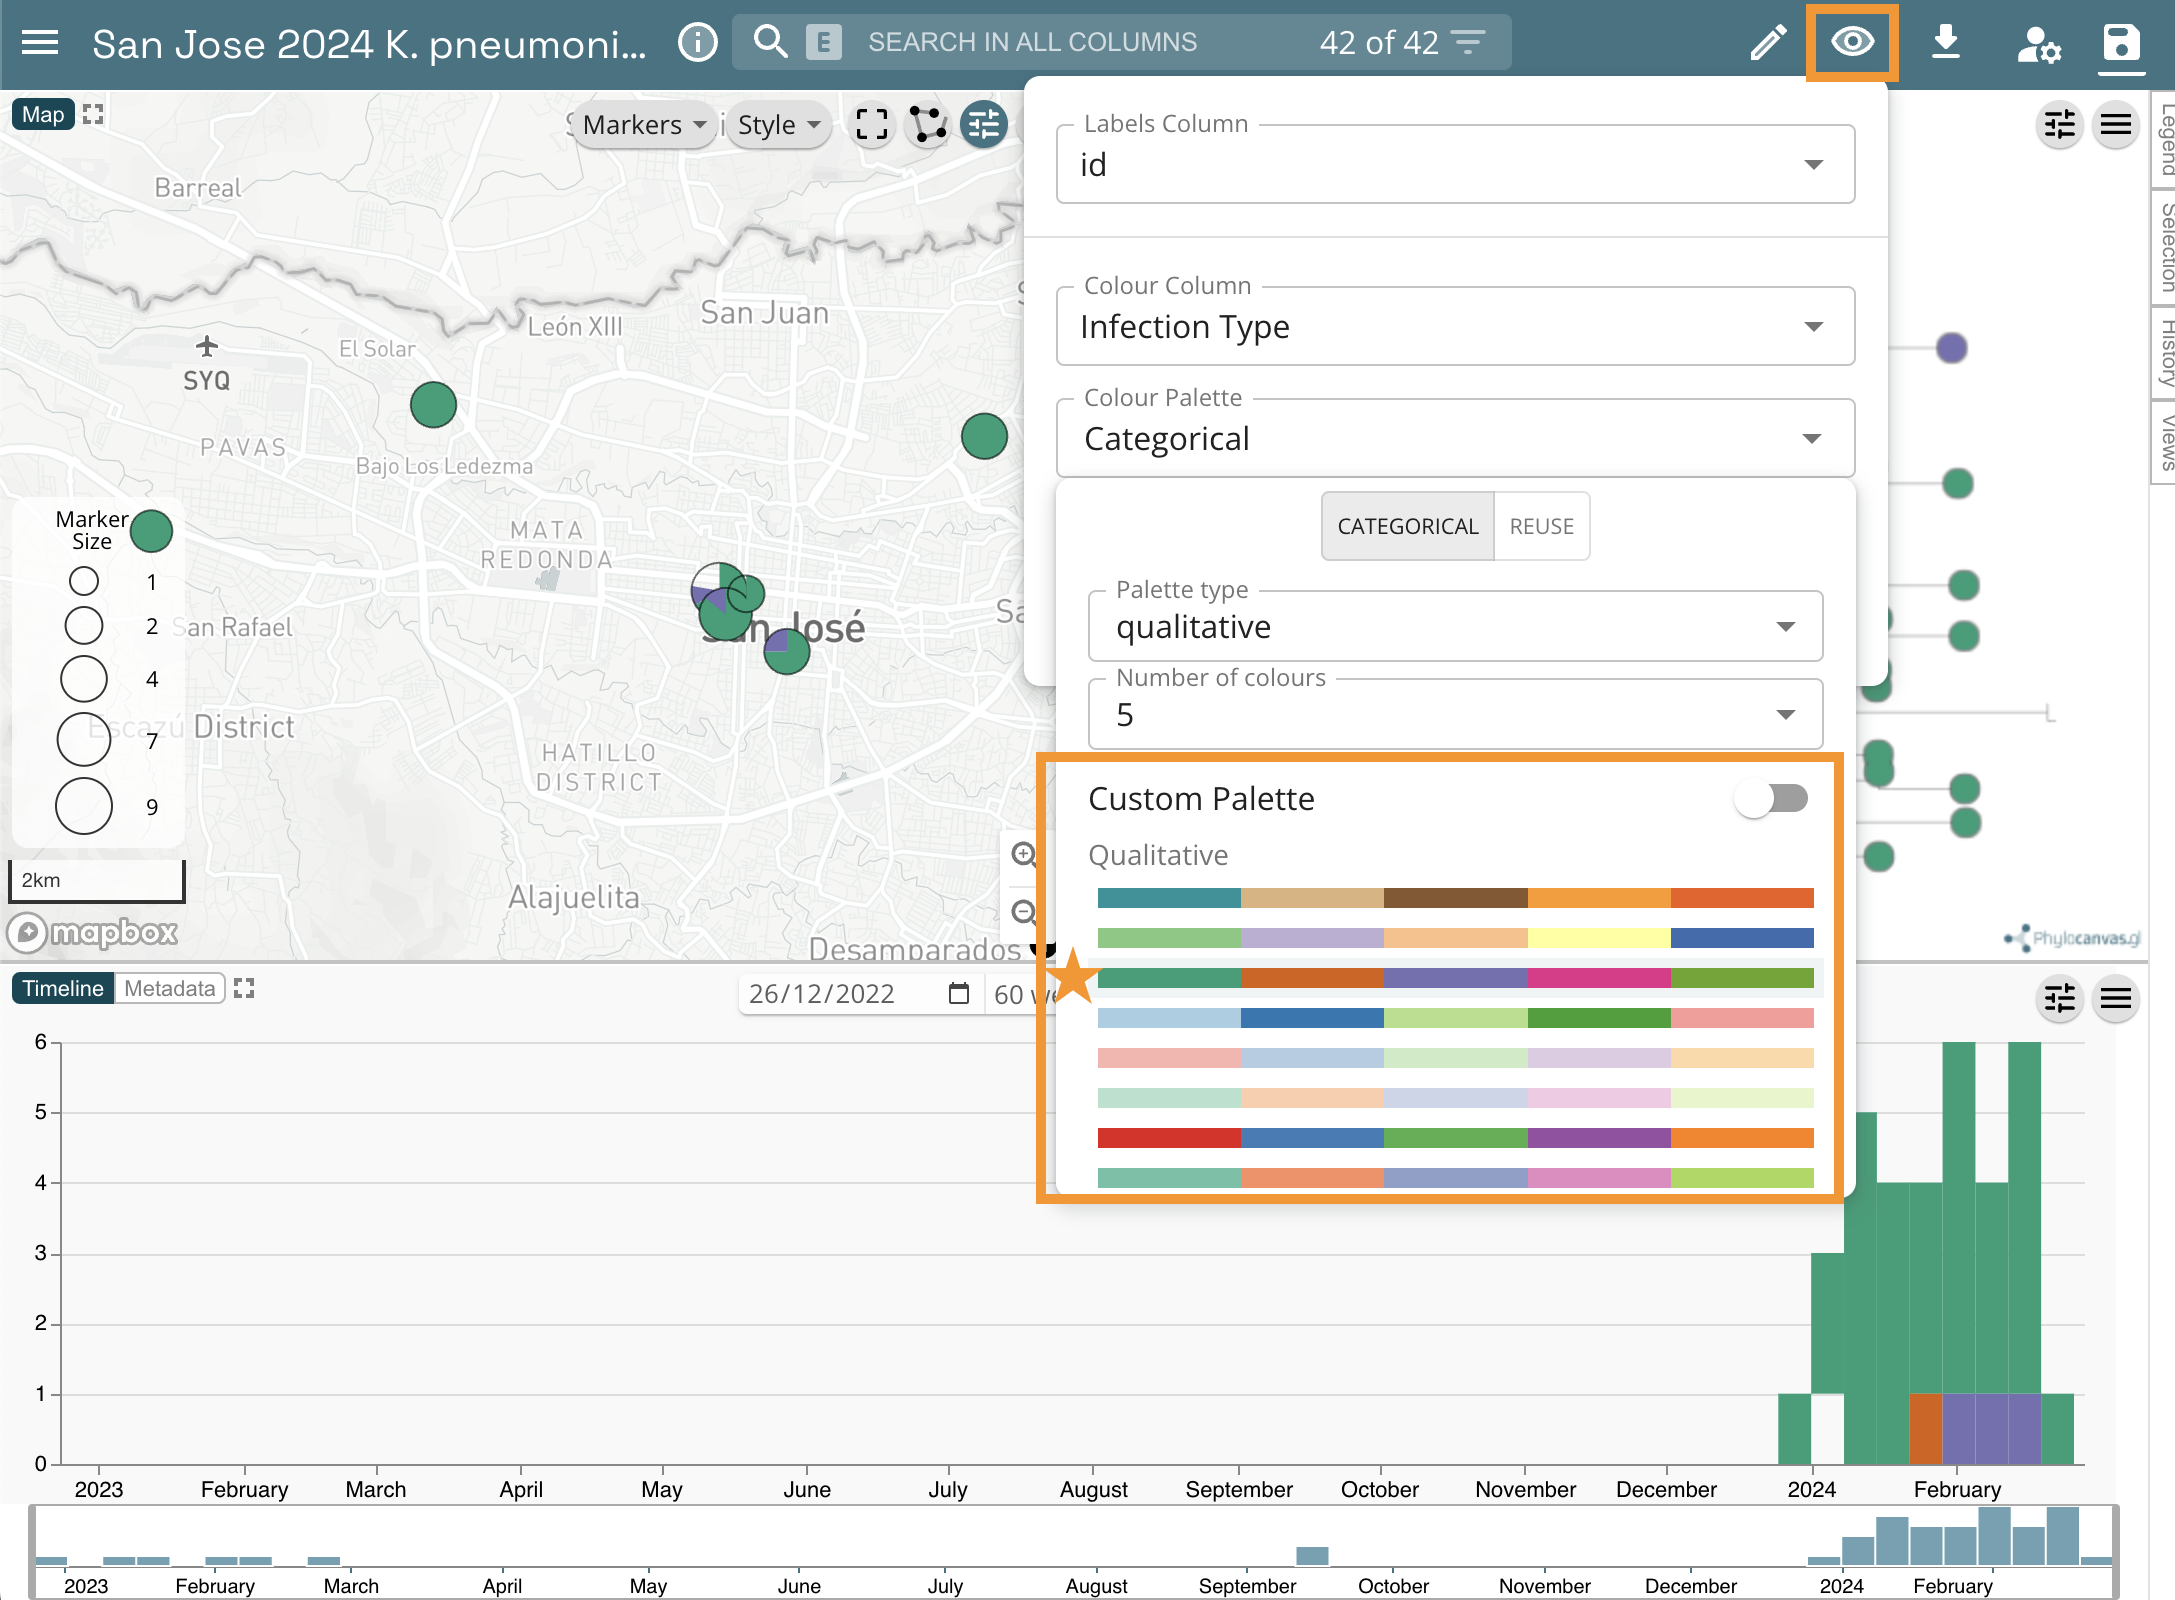 San Jose 2024 K. pneumoni...
E
SEARCH IN ALL COLUMNS
42 of 42
Map
Markers
Style
Labels Column
id
Colour Column
Infection Type
Colour Palette
Categorical
CATEGORICAL
REUSE
Palette type
qualitative
Number of colours
5
Custom Palette
Qualitative
Legend
Selection
History
Views
Barreal
León XIII
San Juan
El Solar
SYQ
PAVAS
Bajo Los Ledezma
MATA
REDONDA
San José
San Rafael
Escazú District
HATILLO
DISTRICT
Alajuelita
Desamparados
Marker
Size
1
2
4
7
9
2km
mapbox
Phylocanvas.gl
Timeline
Metadata
26/12/2022
60 we
6
5
4
3
2
1
0
2023
February
March
April
May
June
July
August
September
October
November
December
2024
February
2023
February
March
April
May
June
July
August
September
October
November
December
2024
February